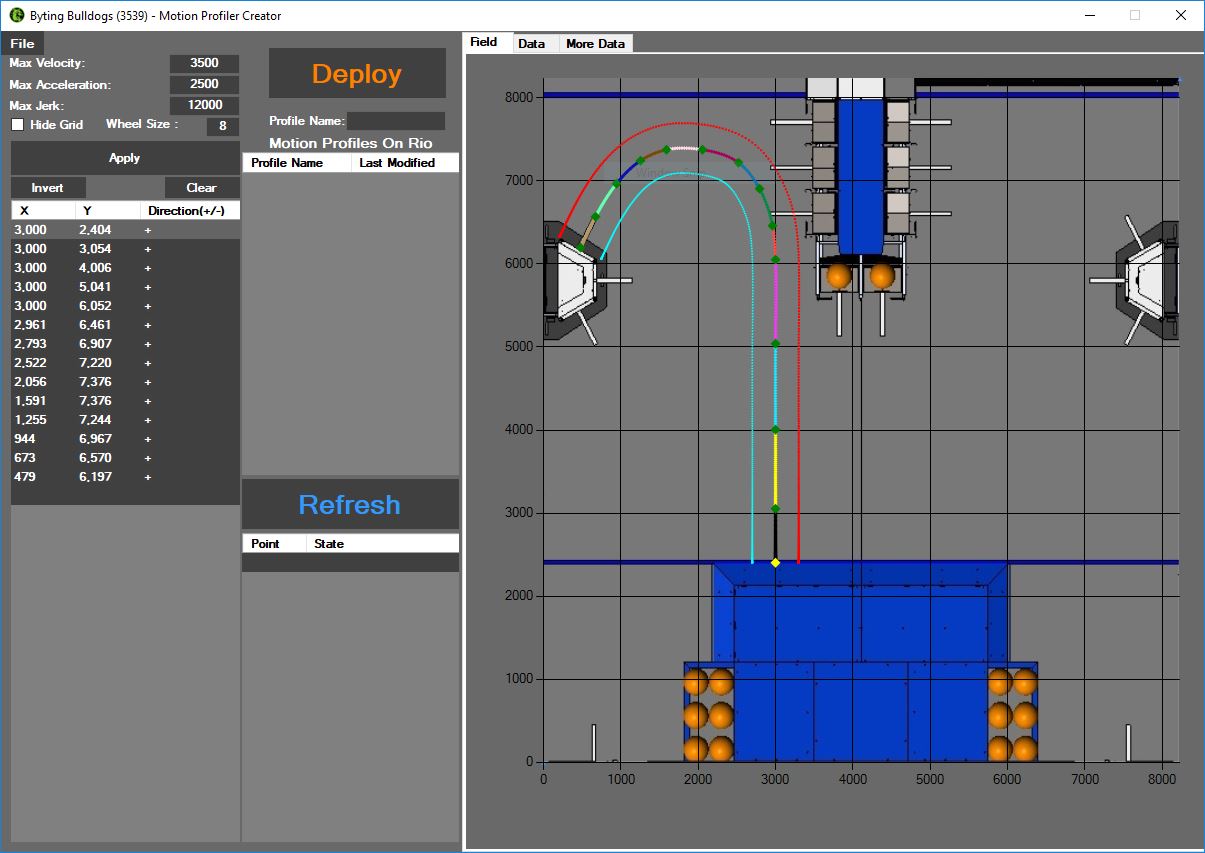 Byting Bulldogs (3539) - Motion Profiler Creator
File
Max Velocity: 3500
Max Acceleration: 2500
Max Jerk: 12000
Hide Grid Wheel Size : 8
Apply
Invert Clear
X Y Direction(+/-)
3,000 2,404 +
3,000 3,054 +
3,000 4,006 +
3,000 5,041 +
3,000 6,052 +
2,961 6,461 +
2,793 6,907 +
2,522 7,220 +
2,056 7,376 +
1,591 7,376 +
1,255 7,244 +
944 6,967 +
673 6,570 +
479 6,197 +
Deploy
Profile Name:
Motion Profiles On Rio
Profile Name Last Modified
Refresh
Point State
Field Data More Data
8000
7000
6000
5000
4000
3000
2000
1000
0
0 1000 2000 3000 4000 5000 6000 7000 8000